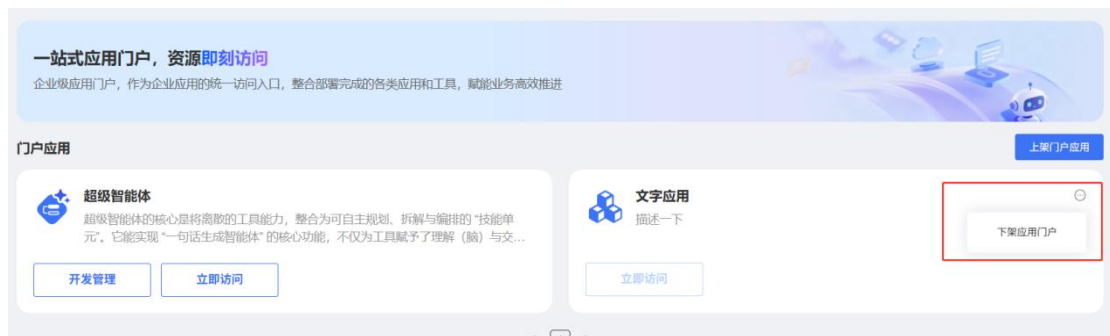 一站式应用门户，资源即刻访问
企业级应用门户，作为企业应用的统一访问入口，整合部署完成的各类应用和工具，赋能业务高效推进
门户应用
上架门户应用
超级智能体
超级智能体的核心是将离散的工具能力，整合为可自主规划、拆解与编排的 “技能单
元”。它能实现 “一句话生成智能体” 的核心功能，不仅为工具赋予了理解（脑）与交...
开发管理
立即访问
文字应用
描述一下
下架应用门户
立即访问